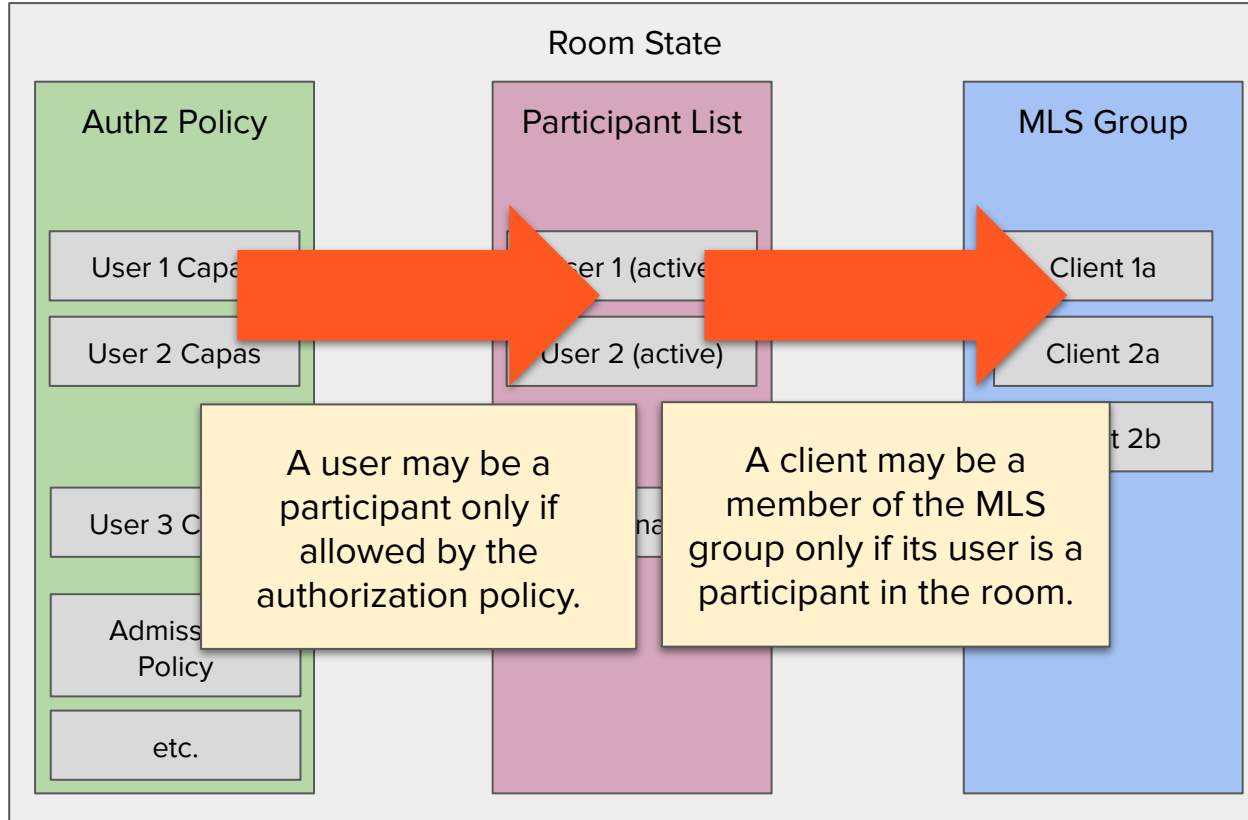 Room State
Authz Policy
User 1 Capa
User 2 Capas
User 3 C
Admiss
Policy
etc.
Participant List
ser 1 (active
User 2 (active)
na
MLS Group
Client 1a
Client 2a
t 2b
A user may be a
participant only if
allowed by the
authorization policy.
A client may be a
member of the MLS
group only if its user is a
participant in the room.